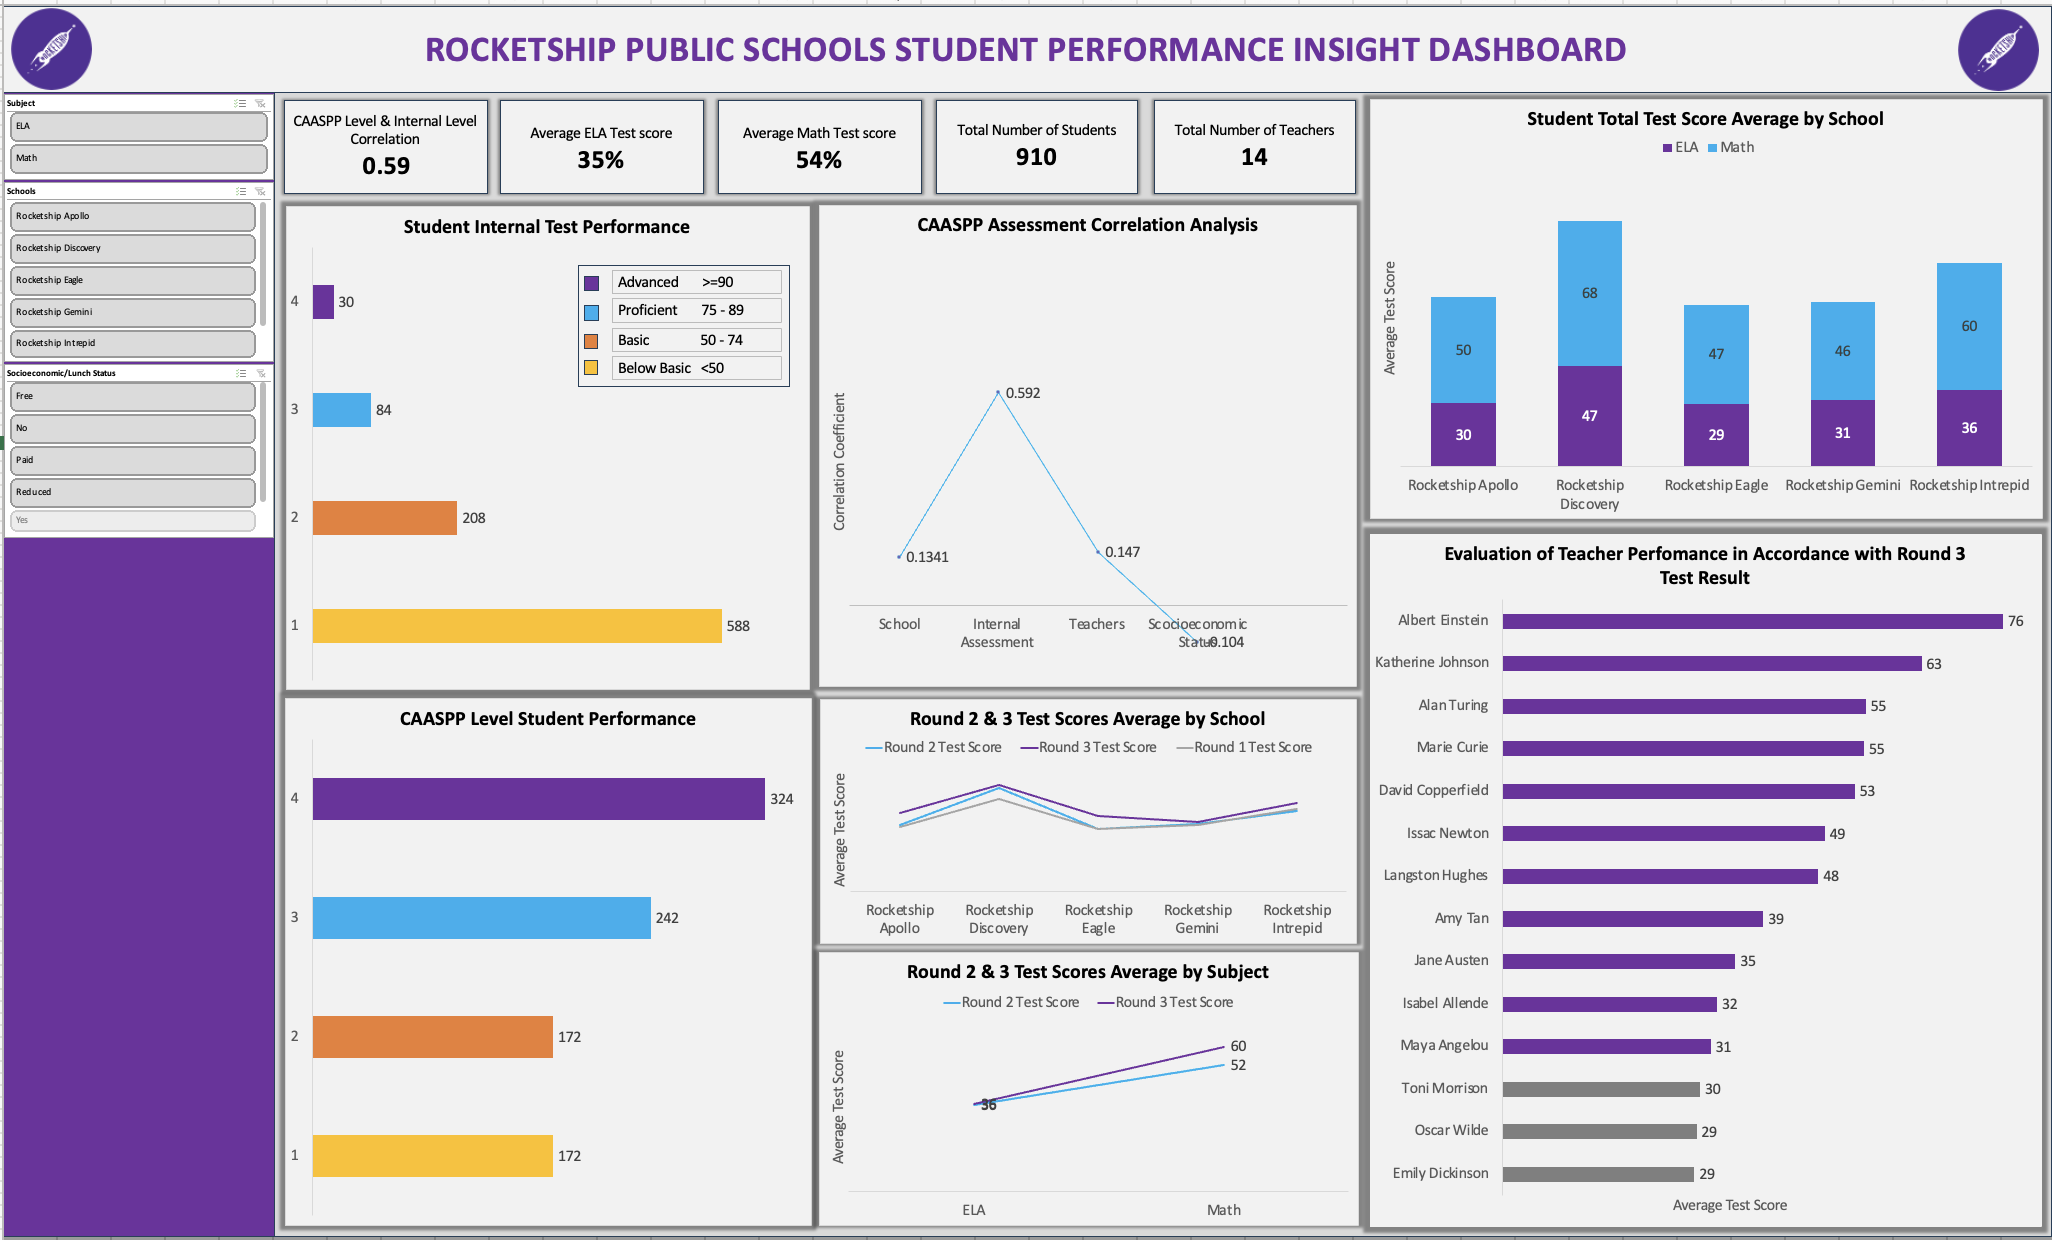 ROCKETSHIP PUBLIC SCHOOLS STUDENT PERFORMANCE INSIGHT DASHBOARD
ROCKETSHIP
ROCKETSHIP
Subject
ELA
Math
Schools
Rocketship Apollo
Rocketship Discovery
Rocketship Eagle
Rocketship Gemini
Rocketship Intrepid
Socioeconomic/Lunch Status
Free
No
Paid
Reduced
Yes
CAASPP Level & Internal Level
Correlation
0.59
Average ELA Test score
35%
Average Math Test score
54%
Total Number of Students
910
Total Number of Teachers
14
Student Internal Test Performance
Advanced >=90
Proficient 75 - 89
Basic 50 - 74
Below Basic <50
4 30
3 84
2 208
1 588
CAASPP Level Student Performance
4 324
3 242
2 172
1 172
CAASPP Assessment Correlation Analysis
Correlation Coefficient
0.592
0.1341
0.147
-0.104
School
Internal
Assessment
Teachers
Scocioeconomic
Status
Round 2 & 3 Test Scores Average by School
Round 2 Test Score Round 3 Test Score Round 1 Test Score
Average Test Score
Rocketship
Apollo
Rocketship
Discovery
Rocketship
Eagle
Rocketship
Gemini
Rocketship
Intrepid
Round 2 & 3 Test Scores Average by Subject
Round 2 Test Score Round 3 Test Score
Average Test Score
60
52
36
ELA Math
Student Total Test Score Average by School
ELA Math
Average Test Score
50 68 47 46 60
30 47 29 31 36
Rocketship Apollo
Rocketship
Discovery
Rocketship Eagle
Rocketship Gemini
Rocketship Intrepid
Evaluation of Teacher Perfomance in Accordance with Round 3
Test Result
Albert Einstein 76
Katherine Johnson 63
Alan Turing 55
Marie Curie 55
David Copperfield 53
Issac Newton 49
Langston Hughes 48
Amy Tan 39
Jane Austen 35
Isabel Allende 32
Maya Angelou 31
Toni Morrison 30
Oscar Wilde 29
Emily Dickinson 29
Average Test Score